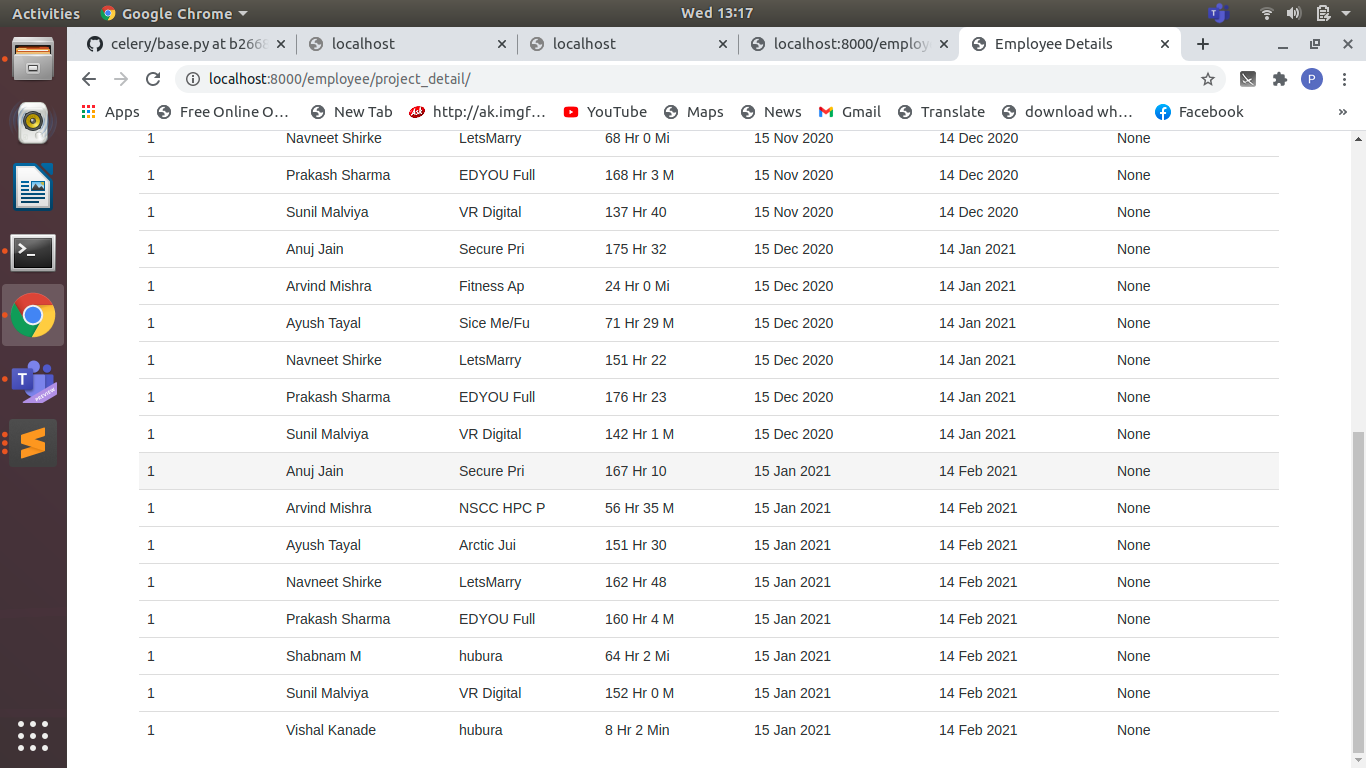 Activities Google Chrome Wed 13:17
celery/base.py at b2668 localhost localhost localhost:8000/employ Employee Details
localhost:8000/employee/project_detail/ P
Apps Free Online O… New Tab http://ak.imgf… YouTube Maps News Gmail Translate download wh… Facebook »
1 Navneet Shirke LetsMarry 68 Hr 0 Mi 15 Nov 2020 14 Dec 2020 None
1 Prakash Sharma EDYOU Full 168 Hr 3 M 15 Nov 2020 14 Dec 2020 None
1 Sunil Malviya VR Digital 137 Hr 40 15 Nov 2020 14 Dec 2020 None
1 Anuj Jain Secure Pri 175 Hr 32 15 Dec 2020 14 Jan 2021 None
1 Arvind Mishra Fitness Ap 24 Hr 0 Mi 15 Dec 2020 14 Jan 2021 None
1 Ayush Tayal Sice Me/Fu 71 Hr 29 M 15 Dec 2020 14 Jan 2021 None
1 Navneet Shirke LetsMarry 151 Hr 22 15 Dec 2020 14 Jan 2021 None
1 Prakash Sharma EDYOU Full 176 Hr 23 15 Dec 2020 14 Jan 2021 None
1 Sunil Malviya VR Digital 142 Hr 1 M 15 Dec 2020 14 Jan 2021 None
1 Anuj Jain Secure Pri 167 Hr 10 15 Jan 2021 14 Feb 2021 None
1 Arvind Mishra NSCC HPC P 56 Hr 35 M 15 Jan 2021 14 Feb 2021 None
1 Ayush Tayal Arctic Jui 151 Hr 30 15 Jan 2021 14 Feb 2021 None
1 Navneet Shirke LetsMarry 162 Hr 48 15 Jan 2021 14 Feb 2021 None
1 Prakash Sharma EDYOU Full 160 Hr 4 M 15 Jan 2021 14 Feb 2021 None
1 Shabnam M hubura 64 Hr 2 Mi 15 Jan 2021 14 Feb 2021 None
1 Sunil Malviya VR Digital 152 Hr 0 M 15 Jan 2021 14 Feb 2021 None
1 Vishal Kanade hubura 8 Hr 2 Min 15 Jan 2021 14 Feb 2021 None